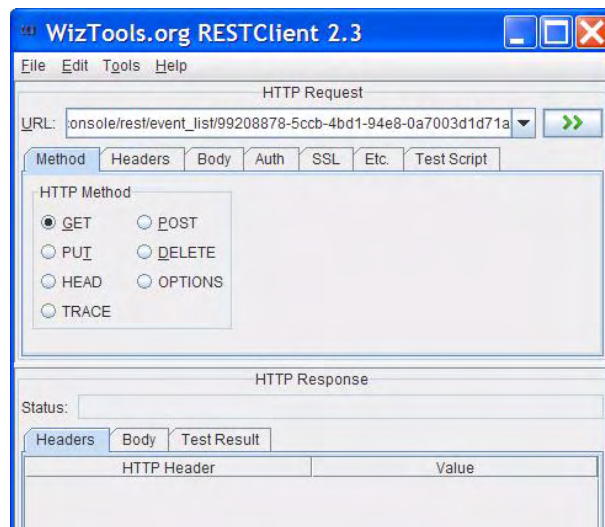 WizTools.org RESTClient 2.3
File Edit Tools Help
HTTP Request
URL: :onsole/rest/event_list/99208878-5ccb-4bd1-94e8-0a7003d1d71a
Method Headers Body Auth SSL Etc. Test Script
HTTP Method
GET POST
PUT DELETE
HEAD OPTIONS
TRACE
HTTP Response
Status:
Headers Body Test Result
HTTP Header Value